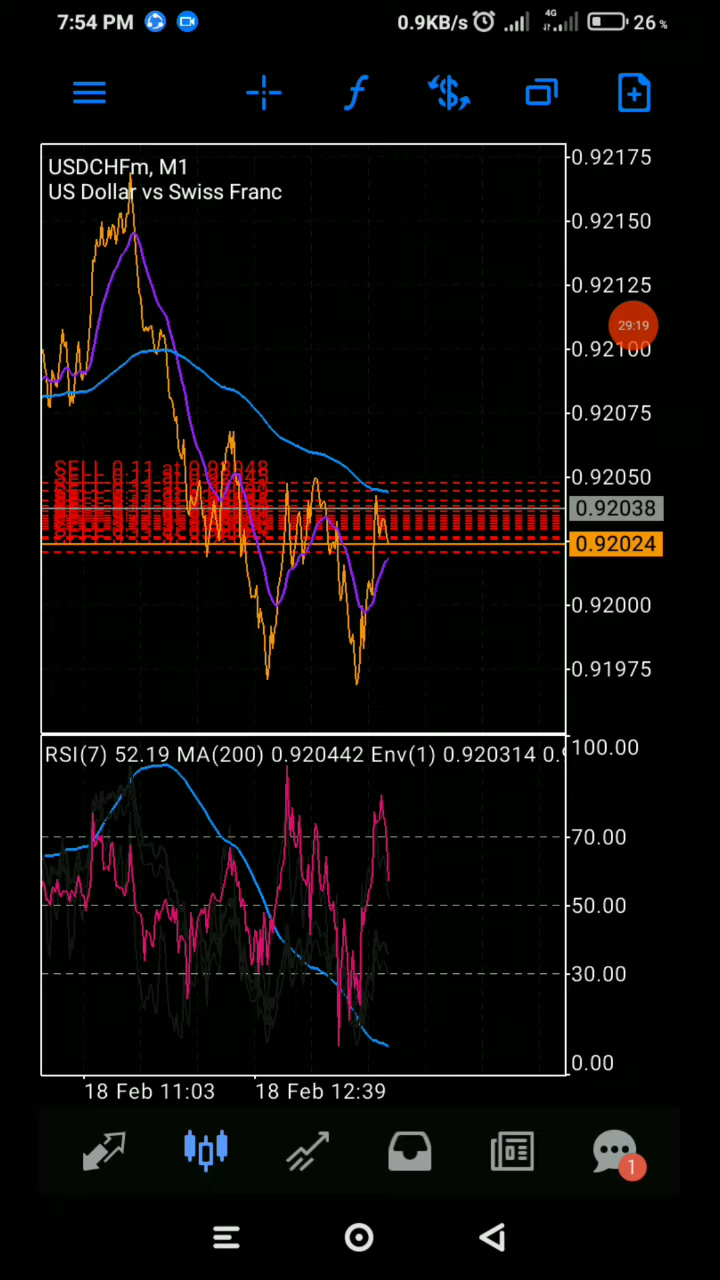 7:54 PM 0.9KB/s 4G 26 %
USDCHFm, M1
US Dollar vs Swiss Franc
0.92175
0.92150
0.92125
29:19
0.92100
0.92075
SELL 0.11 at 0.92048
0.92050
0.92038
0.92024
0.92000
0.91975
RSI(7) 52.19 MA(200) 0.920442 Env(1) 0.920314
100.00
70.00
50.00
30.00
0.00
18 Feb 11:03 18 Feb 12:39
1